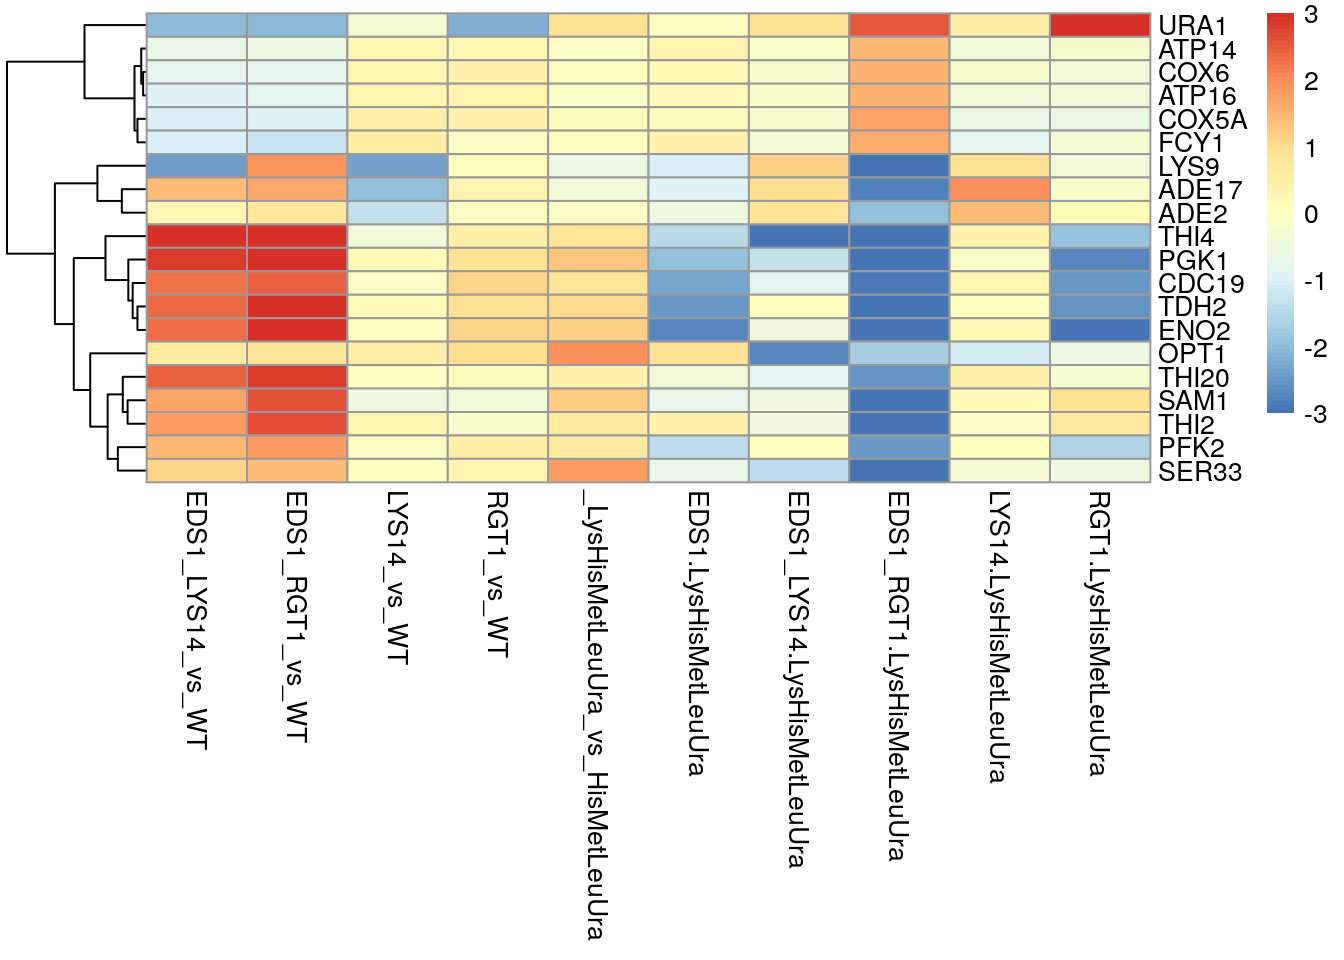 URA1
ATP14
COX6
ATP16
COX5A
FCY1
LYS9
ADE17
ADE2
THI4
PGK1
CDC19
TDH2
ENO2
OPT1
THI20
SAM1
THI2
PFK2
SER33
3
2
1
0
-1
-2
-3
EDS1_LYS14_vs_WT
EDS1_RGT1_vs_WT
LYS14_vs_WT
RGT1_vs_WT
_LysHisMetLeuUra_vs_HisMetLeuUra
EDS1.LysHisMetLeuUra
EDS1_LYS14.LysHisMetLeuUra
EDS1_RGT1.LysHisMetLeuUra
LYS14.LysHisMetLeuUra
RGT1.LysHisMetLeuUra